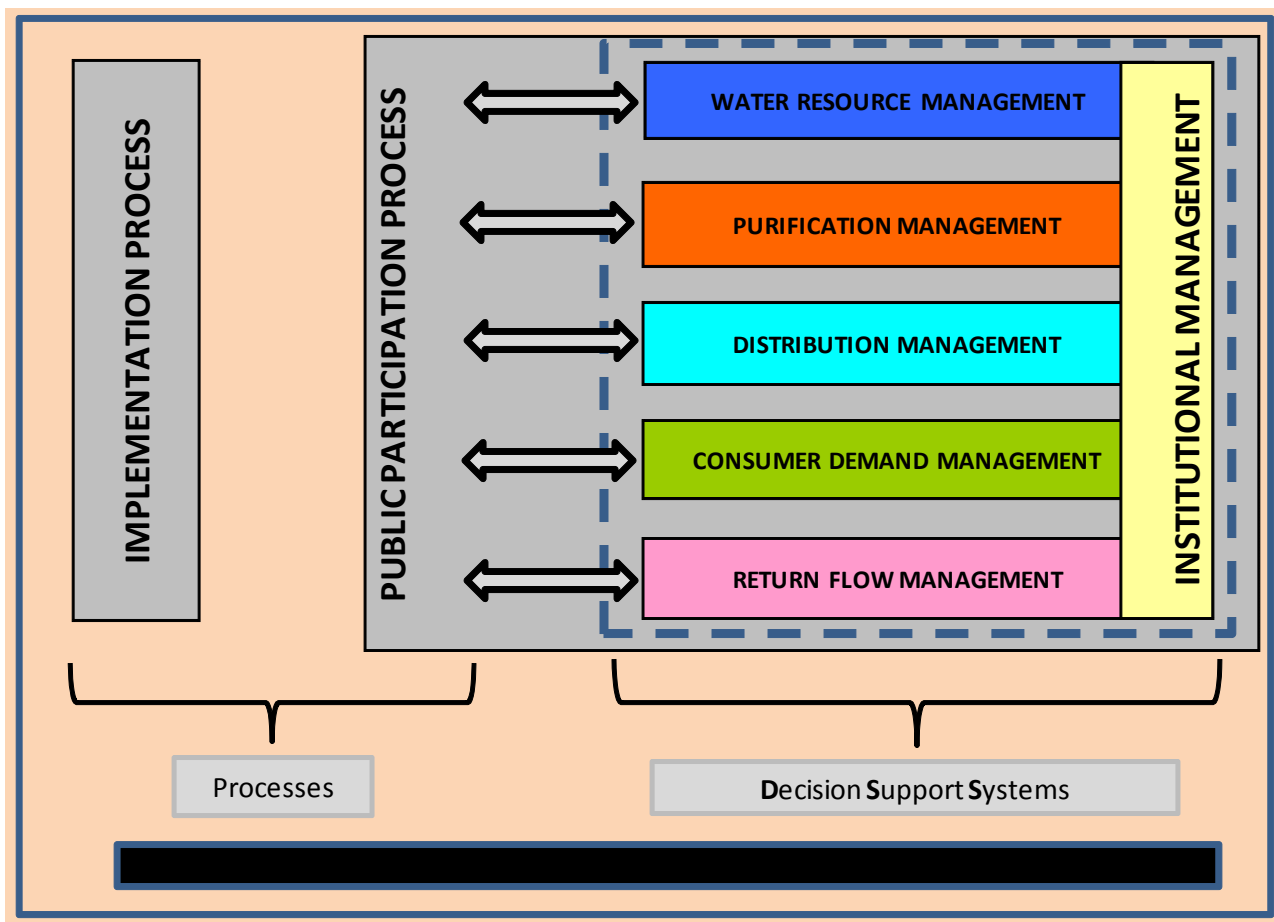 IMPLEMENTATION PROCESS
PUBLIC PARTICIPATION PROCESS
WATER RESOURCE MANAGEMENT
PURIFICATION MANAGEMENT
DISTRIBUTION MANAGEMENT
CONSUMER DEMAND MANAGEMENT
RETURN FLOW MANAGEMENT
INSTITUTIONAL MANAGEMENT
Processes
Decision Support Systems